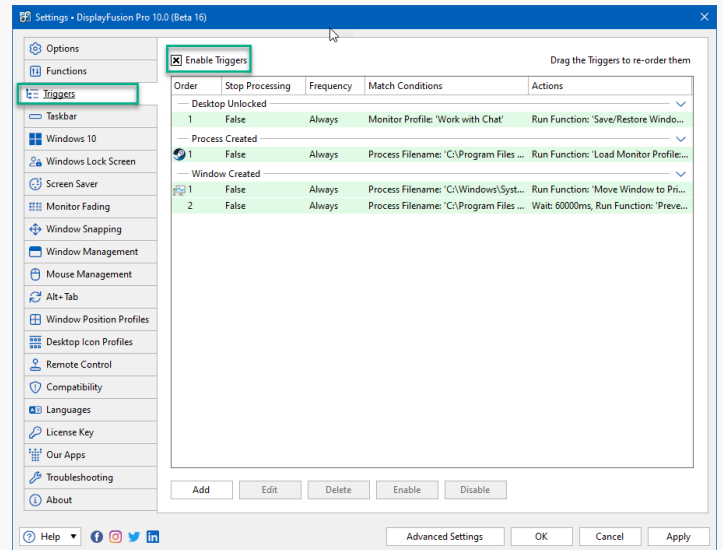 Settings • DisplayFusion Pro 10.0 (Beta 16)
Options
Functions
Triggers
Taskbar
Windows 10
Windows Lock Screen
Screen Saver
Monitor Fading
Window Snapping
Window Management
Mouse Management
Alt+Tab
Window Position Profiles
Desktop Icon Profiles
Remote Control
Compatibility
Languages
License Key
Our Apps
Troubleshooting
About
Enable Triggers
Drag the Triggers to re-order them
Order Stop Processing Frequency Match Conditions Actions
Desktop Unlocked
1 False Always Monitor Profile: 'Work with Chat' Run Function: 'Save/Restore Windo...
Process Created
1 False Always Process Filename: 'C:\Program Files ... Run Function: 'Load Monitor Profile:...
Window Created
1 False Always Process Filename: 'C:\Windows\Syst... Run Function: 'Move Window to Pri...
2 False Always Process Filename: 'C:\Program Files ... Wait: 60000ms, Run Function: 'Preve...
Add Edit Delete Enable Disable
Help Advanced Settings OK Cancel Apply